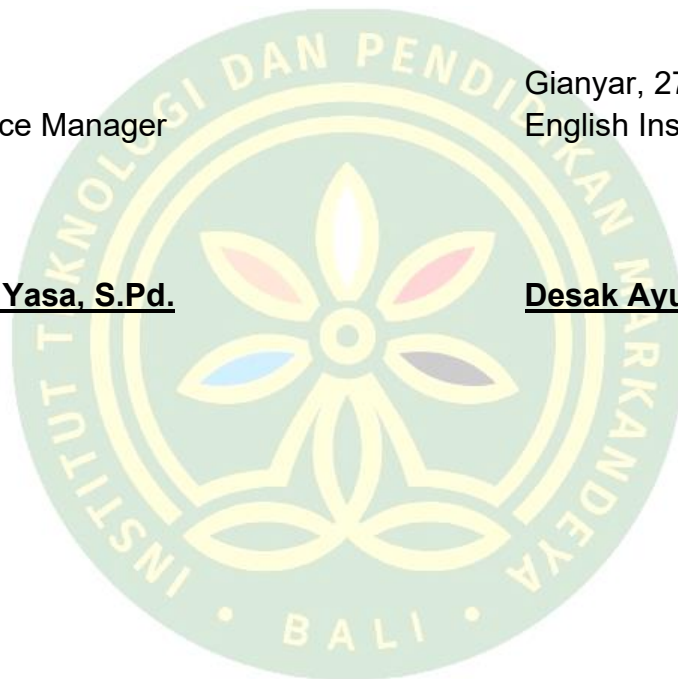 Gianyar, 27
ce Manager English Ins
Yasa, S.Pd. Desak Ayu
INSTITUT TEKNOLOGI DAN PENDIDIKAN MARKANDEYA
• BALI •